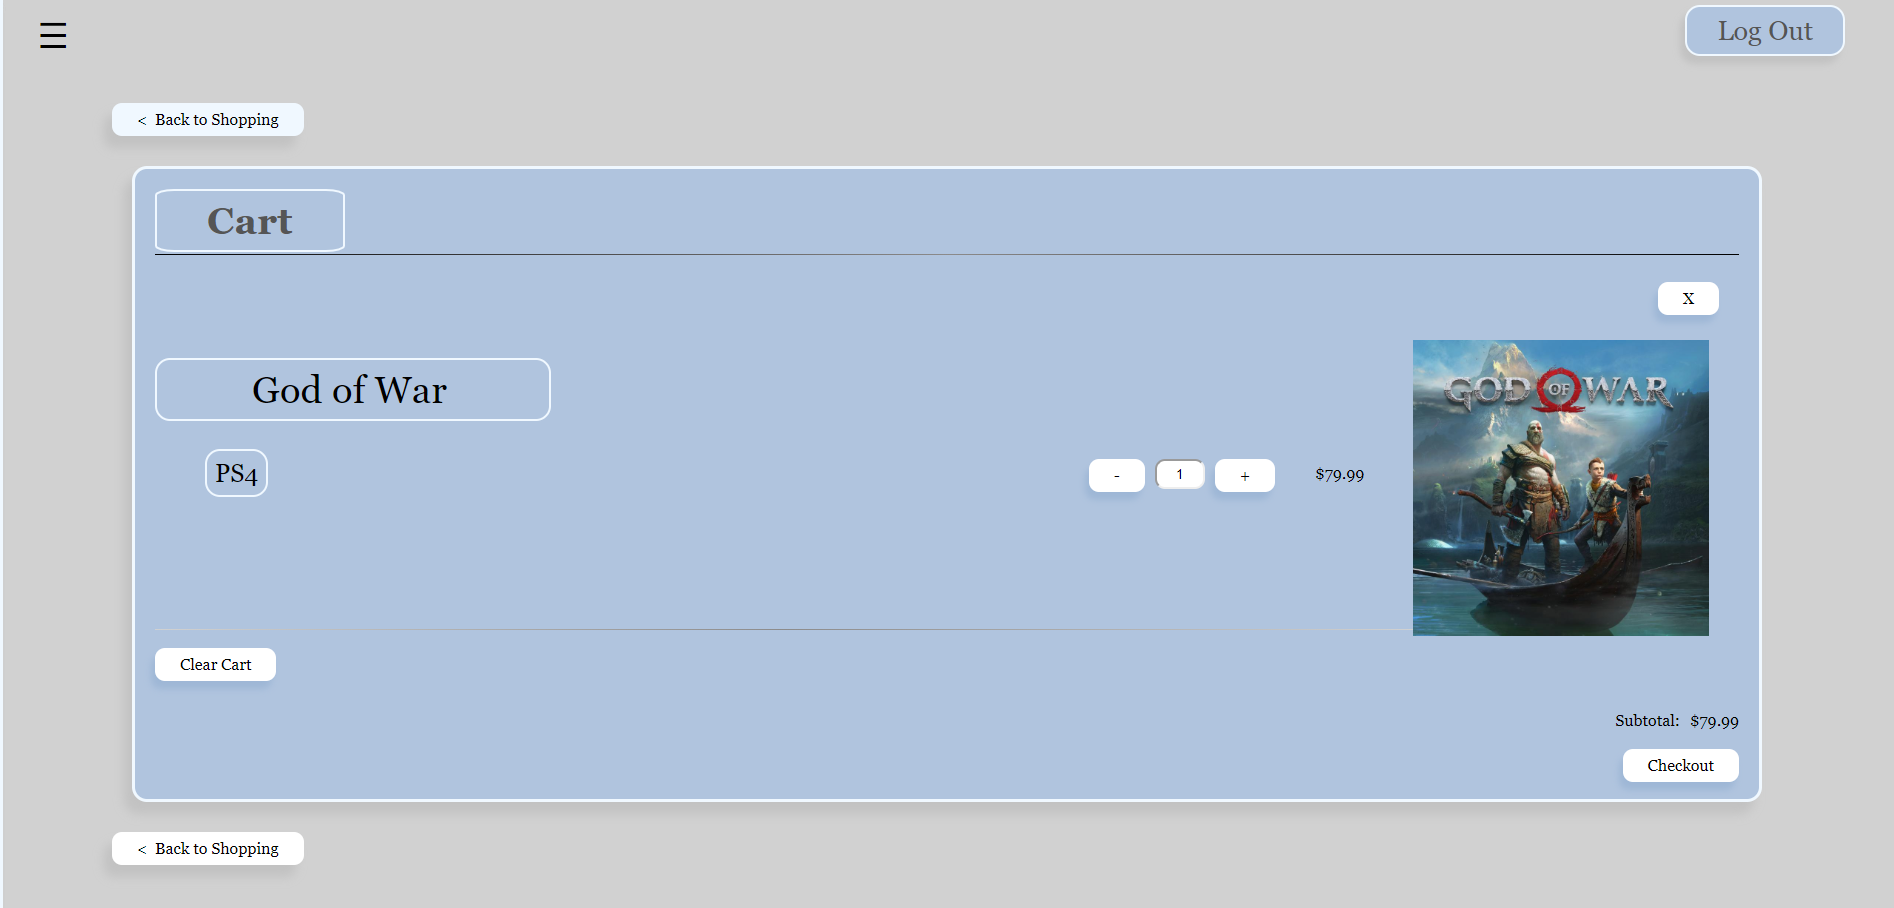 ☰
Log Out
< Back to Shopping
Cart
X
God of War
GOD OF WAR
PS4
- 1 + $79.99
Clear Cart
Subtotal: $79.99
Checkout
< Back to Shopping